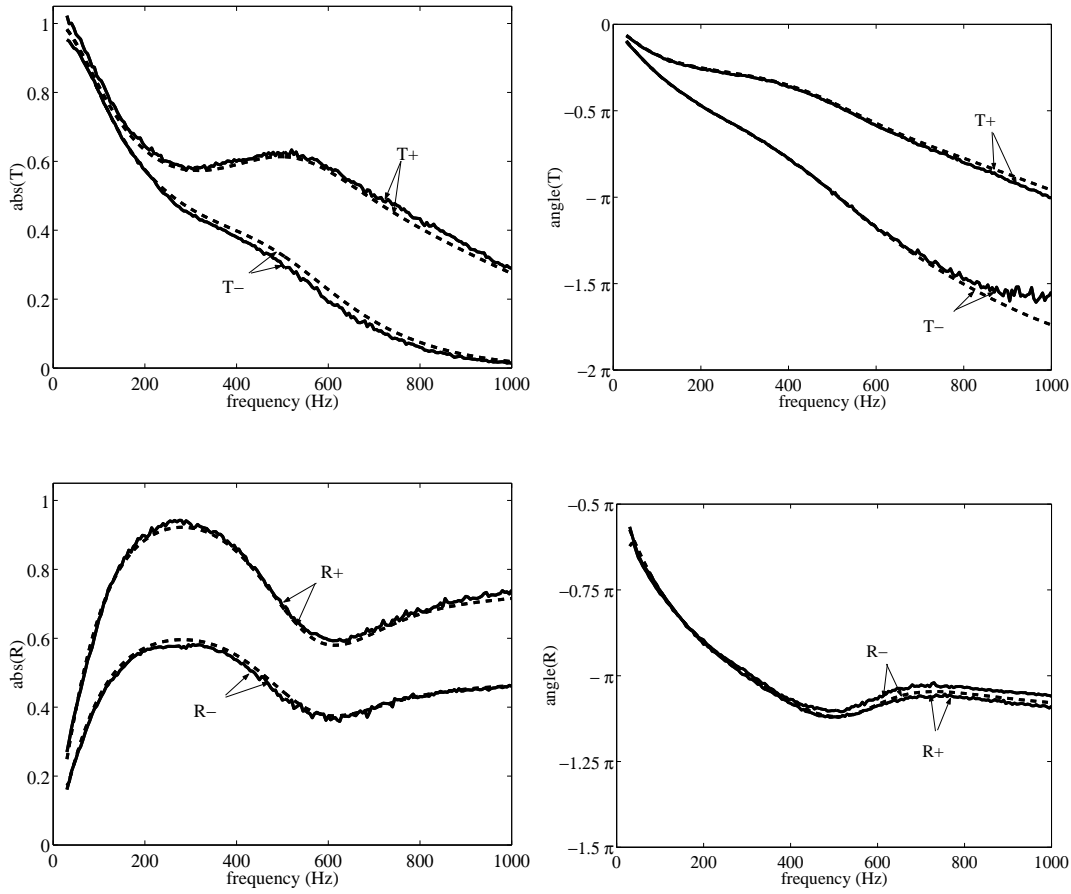 1
0.8
0.6
0.4
0.2
0
abs(T)
T+
T−
0
200
400
600
800
1000
frequency (Hz)
0
−0.5 π
− π
−1.5 π
−2 π
angle(T)
T+
T−
0
200
400
600
800
1000
frequency (Hz)
1
0.8
0.6
0.4
0.2
0
abs(R)
R+
R−
0
200
400
600
800
1000
frequency (Hz)
−0.5 π
−0.75 π
− π
−1.25 π
−1.5 π
angle(R)
R−
R+
0
200
400
600
800
1000
frequency (Hz)